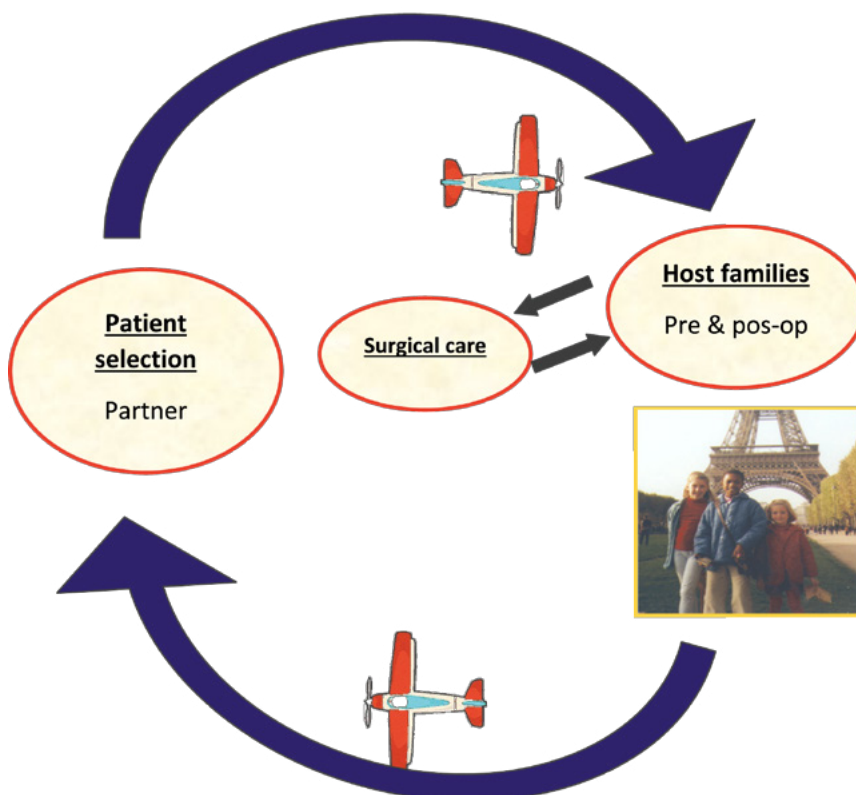 Patient
selection
Partner
Surgical care
Host families
Pre & pos-op